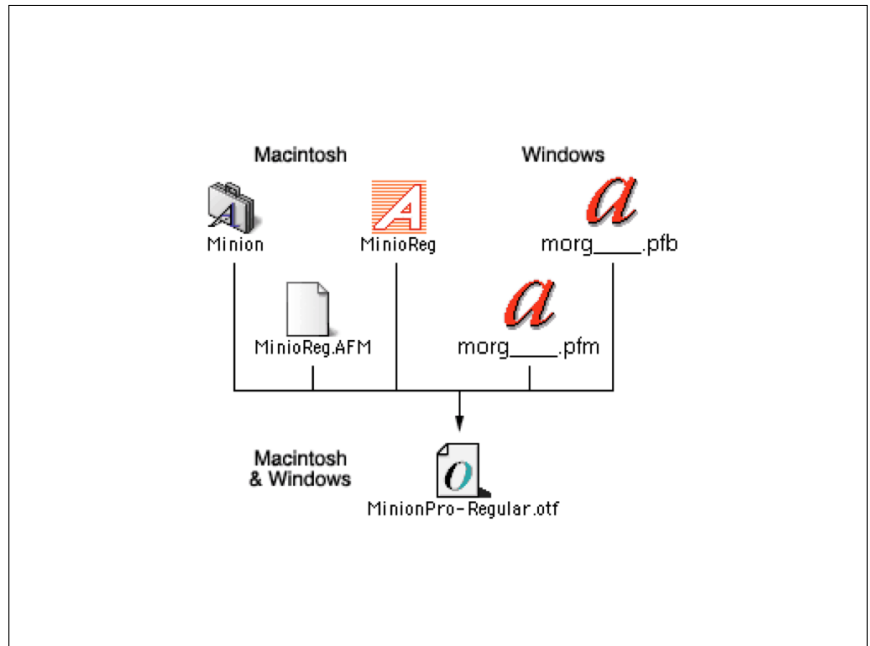 Macintosh
Windows
Minion
MinioReg
morg____.pfb
MinioReg.AFM
morg____.pfm
Macintosh
& Windows
MinionPro-Regular.otf